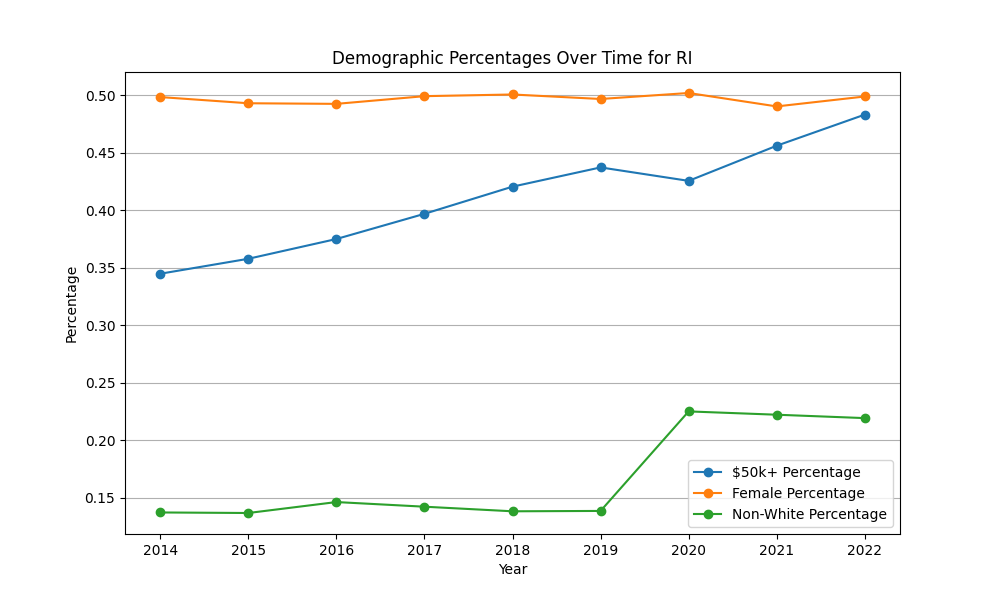 Demographic Percentages Over Time for RI
Percentage
0.50
0.45
0.40
0.35
0.30
0.25
0.20
0.15
$50k+ Percentage
Female Percentage
Non-White Percentage
2014 2015 2016 2017 2018 2019 2020 2021 2022
Year